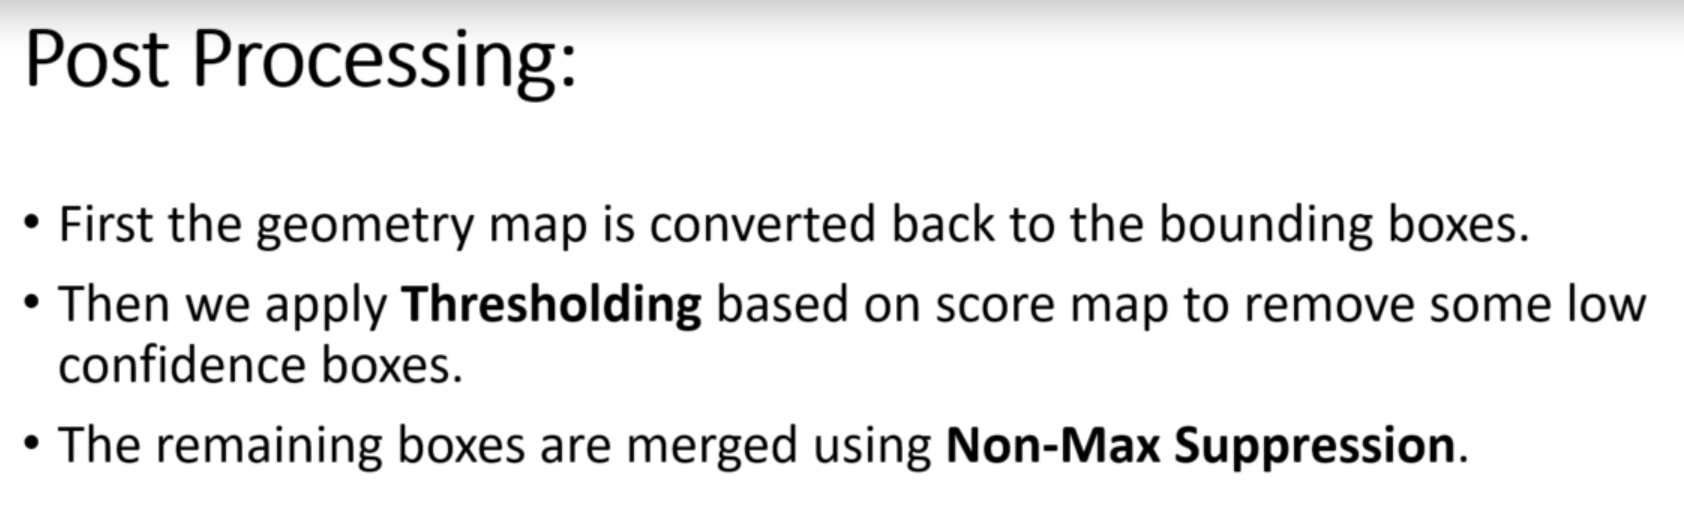 Post Processing:
• First the geometry map is converted back to the bounding boxes.
• Then we apply Thresholding based on score map to remove some low
confidence boxes.
• The remaining boxes are merged using Non-Max Suppression.